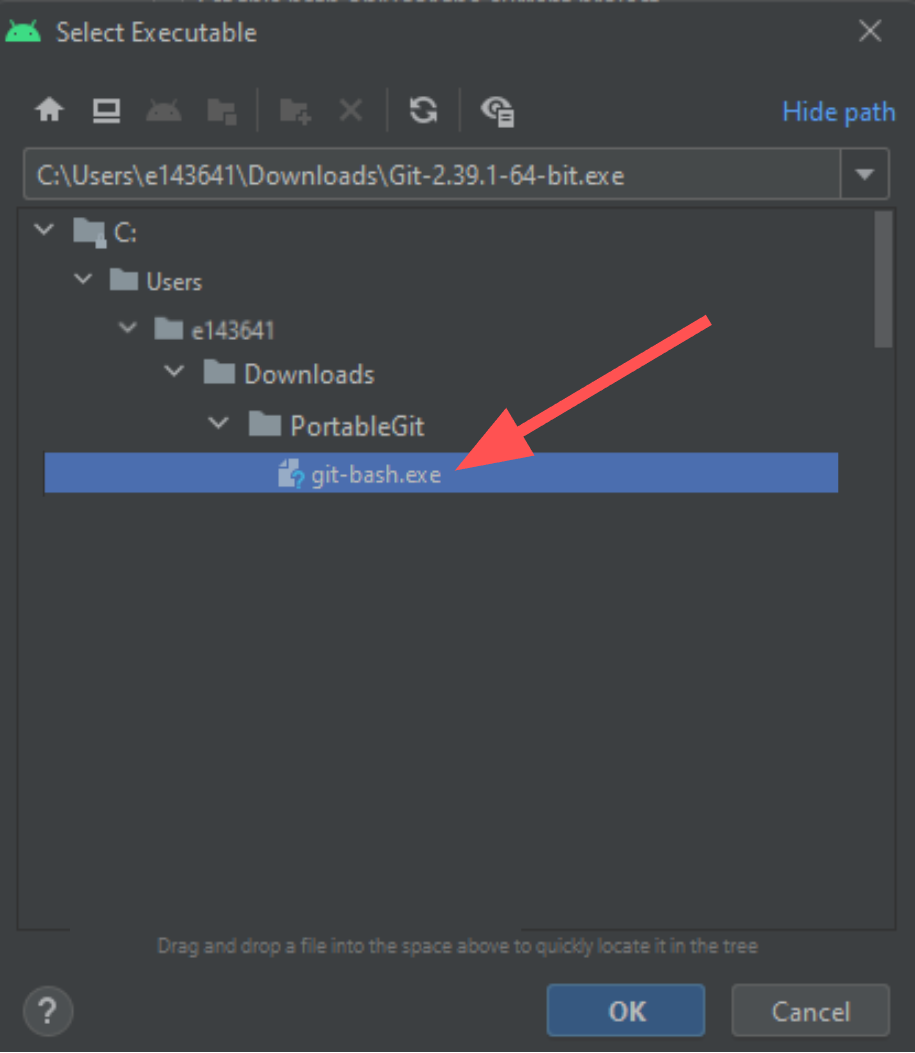 Select Executable
Hide path
C:\Users\e143641\Downloads\Git-2.39.1-64-bit.exe
C:
Users
e143641
Downloads
PortableGit
git-bash.exe
Drag and drop a file into the space above to quickly locate it in the tree
? OK Cancel